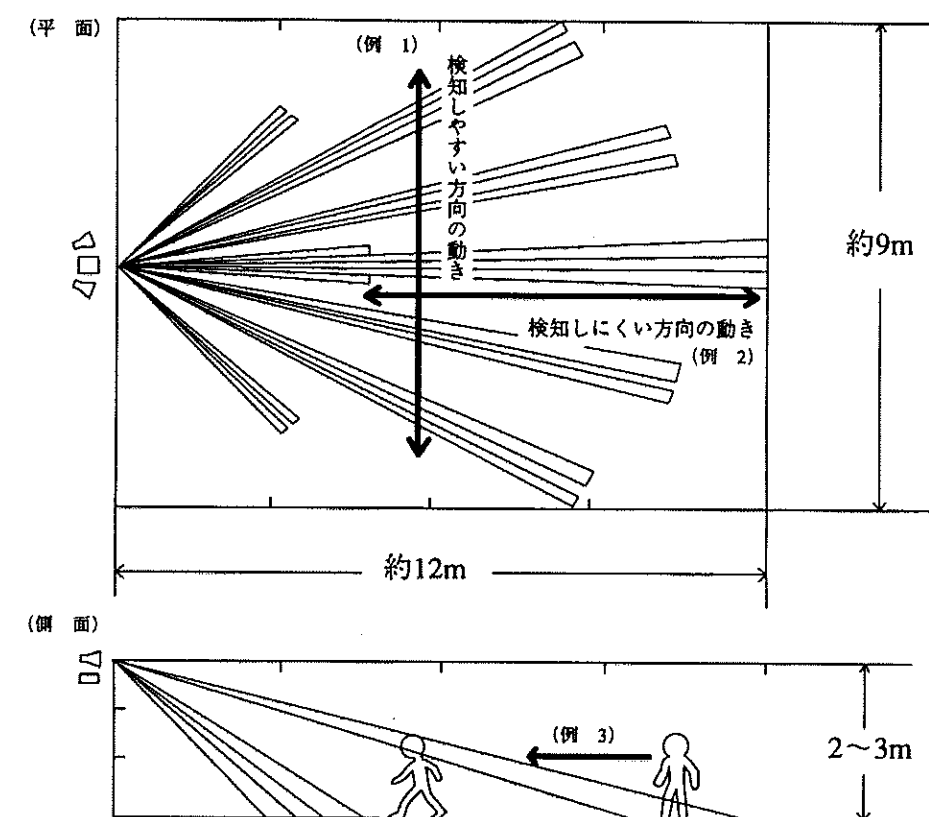 (平 面)
(例 1)
検知しやすい方向の動き
約9m
検知しにくい方向の動き
(例 2)
約12m
(側 面)
(例 3)
2～3m